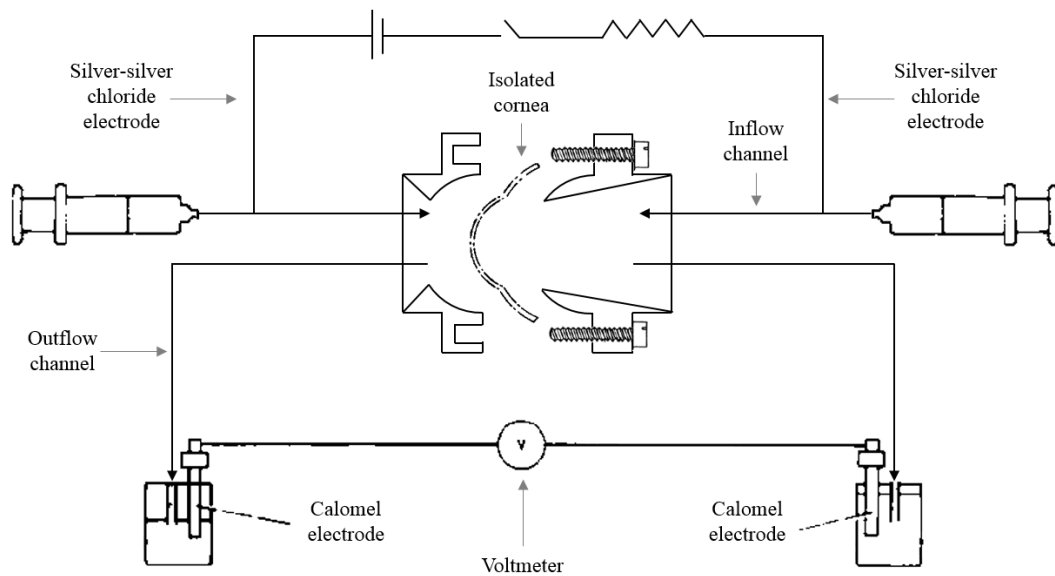 Silver-silver
chloride
electrode
Isolated
cornea
Silver-silver
chloride
electrode
Inflow
channel
Outflow
channel
V
Calomel
electrode
Calomel
electrode
Voltmeter